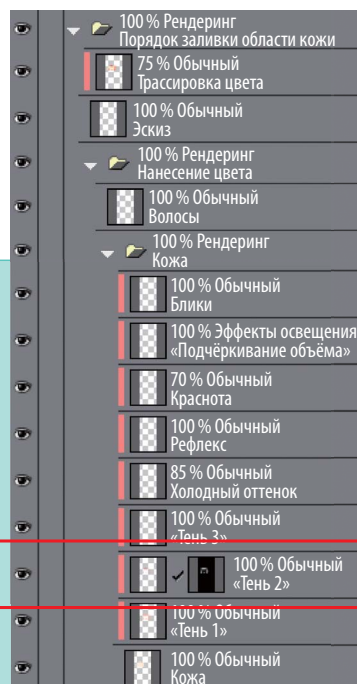 100 % Рендеринг
Порядок заливки области кожи
75 % Обычный
Трассировка цвета
100 % Обычный
Эскиз
100 % Рендеринг
Нанесение цвета
100 % Обычный
Волосы
100 % Рендеринг
Кожа
100 % Обычный
Блики
100 % Эффекты освещения
«Подчёркивание объёма»
70 % Обычный
Краснота
100 % Обычный
Рефлекс
85 % Обычный
Холодный оттенок
100 % Обычный
«Тень 3»
100 % Обычный
«Тень 2»
100 % Обычный
«Тень 1»
100 % Обычный
Кожа